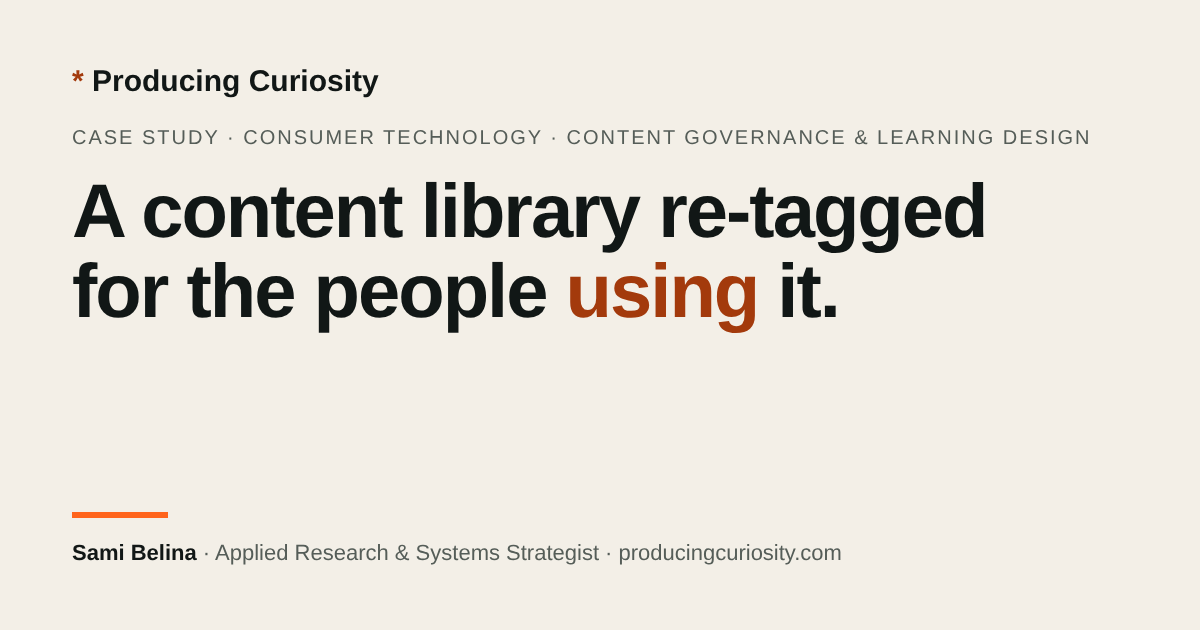 * Producing Curiosity
CASE STUDY · CONSUMER TECHNOLOGY · CONTENT GOVERNANCE & LEARNING DESIGN
A content library re-tagged
for the people using it.
Sami Belina · Applied Research & Systems Strategist · producingcuriosity.com